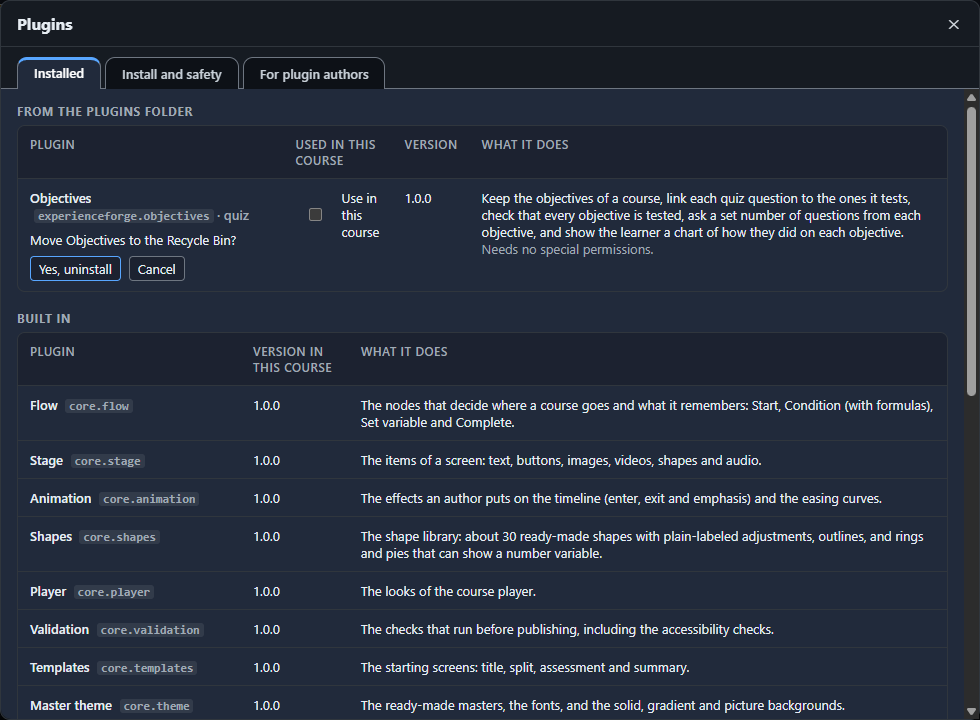 Plugins
Installed
Install and safety
For plugin authors
FROM THE PLUGINS FOLDER
PLUGIN
USED IN THIS
COURSE
VERSION
WHAT IT DOES
Objectives
experienceforge.objectives · quiz
Move Objectives to the Recycle Bin?
Yes, uninstall
Cancel
Use in
this
course
1.0.0
Keep the objectives of a course, link each quiz question to the ones it tests,
check that every objective is tested, ask a set number of questions from each
objective, and show the learner a chart of how they did on each objective.
Needs no special permissions.
BUILT IN
PLUGIN
VERSION IN
THIS COURSE
WHAT IT DOES
Flow core.flow
1.0.0
The nodes that decide where a course goes and what it remembers: Start, Condition (with formulas),
Set variable and Complete.
Stage core.stage
1.0.0
The items of a screen: text, buttons, images, videos, shapes and audio.
Animation core.animation
1.0.0
The effects an author puts on the timeline (enter, exit and emphasis) and the easing curves.
Shapes core.shapes
1.0.0
The shape library: about 30 ready-made shapes with plain-labeled adjustments, outlines, and rings
and pies that can show a number variable.
Player core.player
1.0.0
The looks of the course player.
Validation core.validation
1.0.0
The checks that run before publishing, including the accessibility checks.
Templates core.templates
1.0.0
The starting screens: title, split, assessment and summary.
Master theme core.theme
1.0.0
The ready-made masters, the fonts, and the solid, gradient and picture backgrounds.